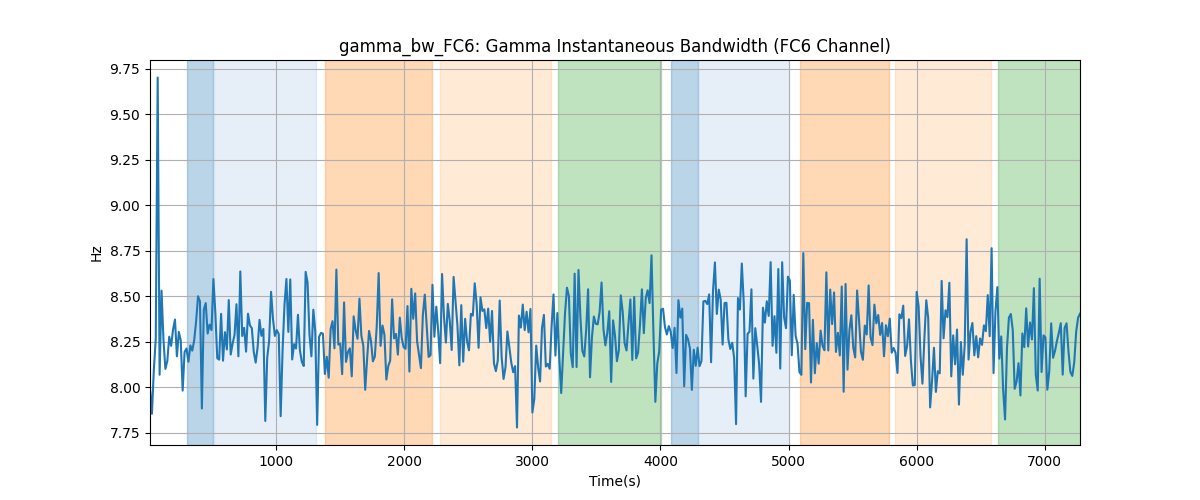 gamma_bw_FC6: Gamma Instantaneous Bandwidth (FC6 Channel)
9.75
9.50
9.25
9.00
8.75
8.50
8.25
8.00
7.75
Hz
1000 2000 3000 4000 5000 6000 7000
Time(s)